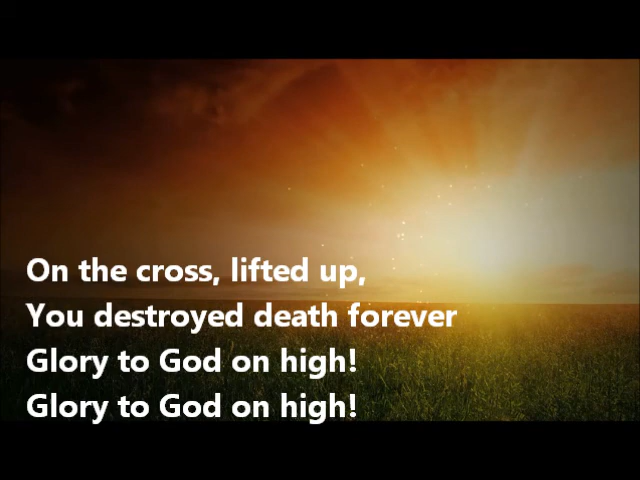 On the cross, lifted up,
You destroyed death forever
Glory to God on high!
Glory to God on high!